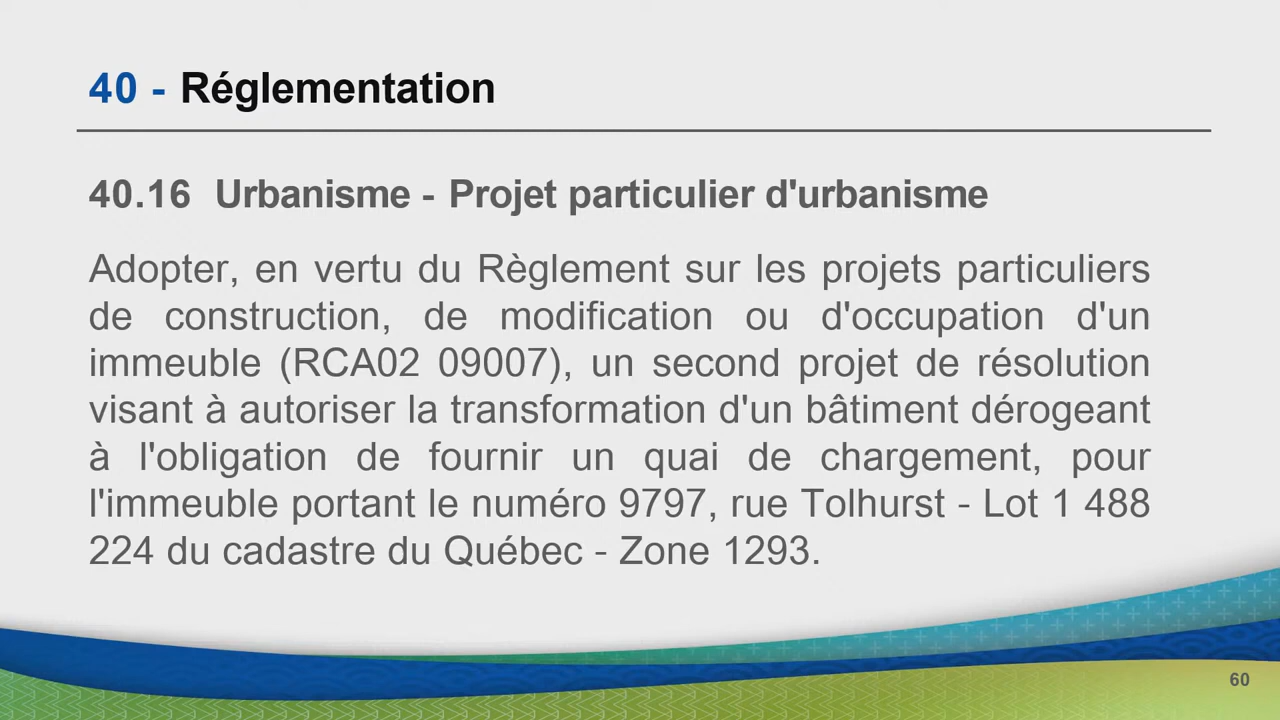 40 - Réglementation
40.16 Urbanisme - Projet particulier d'urbanisme
Adopter, en vertu du Règlement sur les projets particuliers
de construction, de modification ou d'occupation d'un
immeuble (RCA02 09007), un second projet de résolution
visant à autoriser la transformation d'un bâtiment dérogeant
à l'obligation de fournir un quai de chargement, pour
l'immeuble portant le numéro 9797, rue Tolhurst - Lot 1 488
224 du cadastre du Québec - Zone 1293.
60